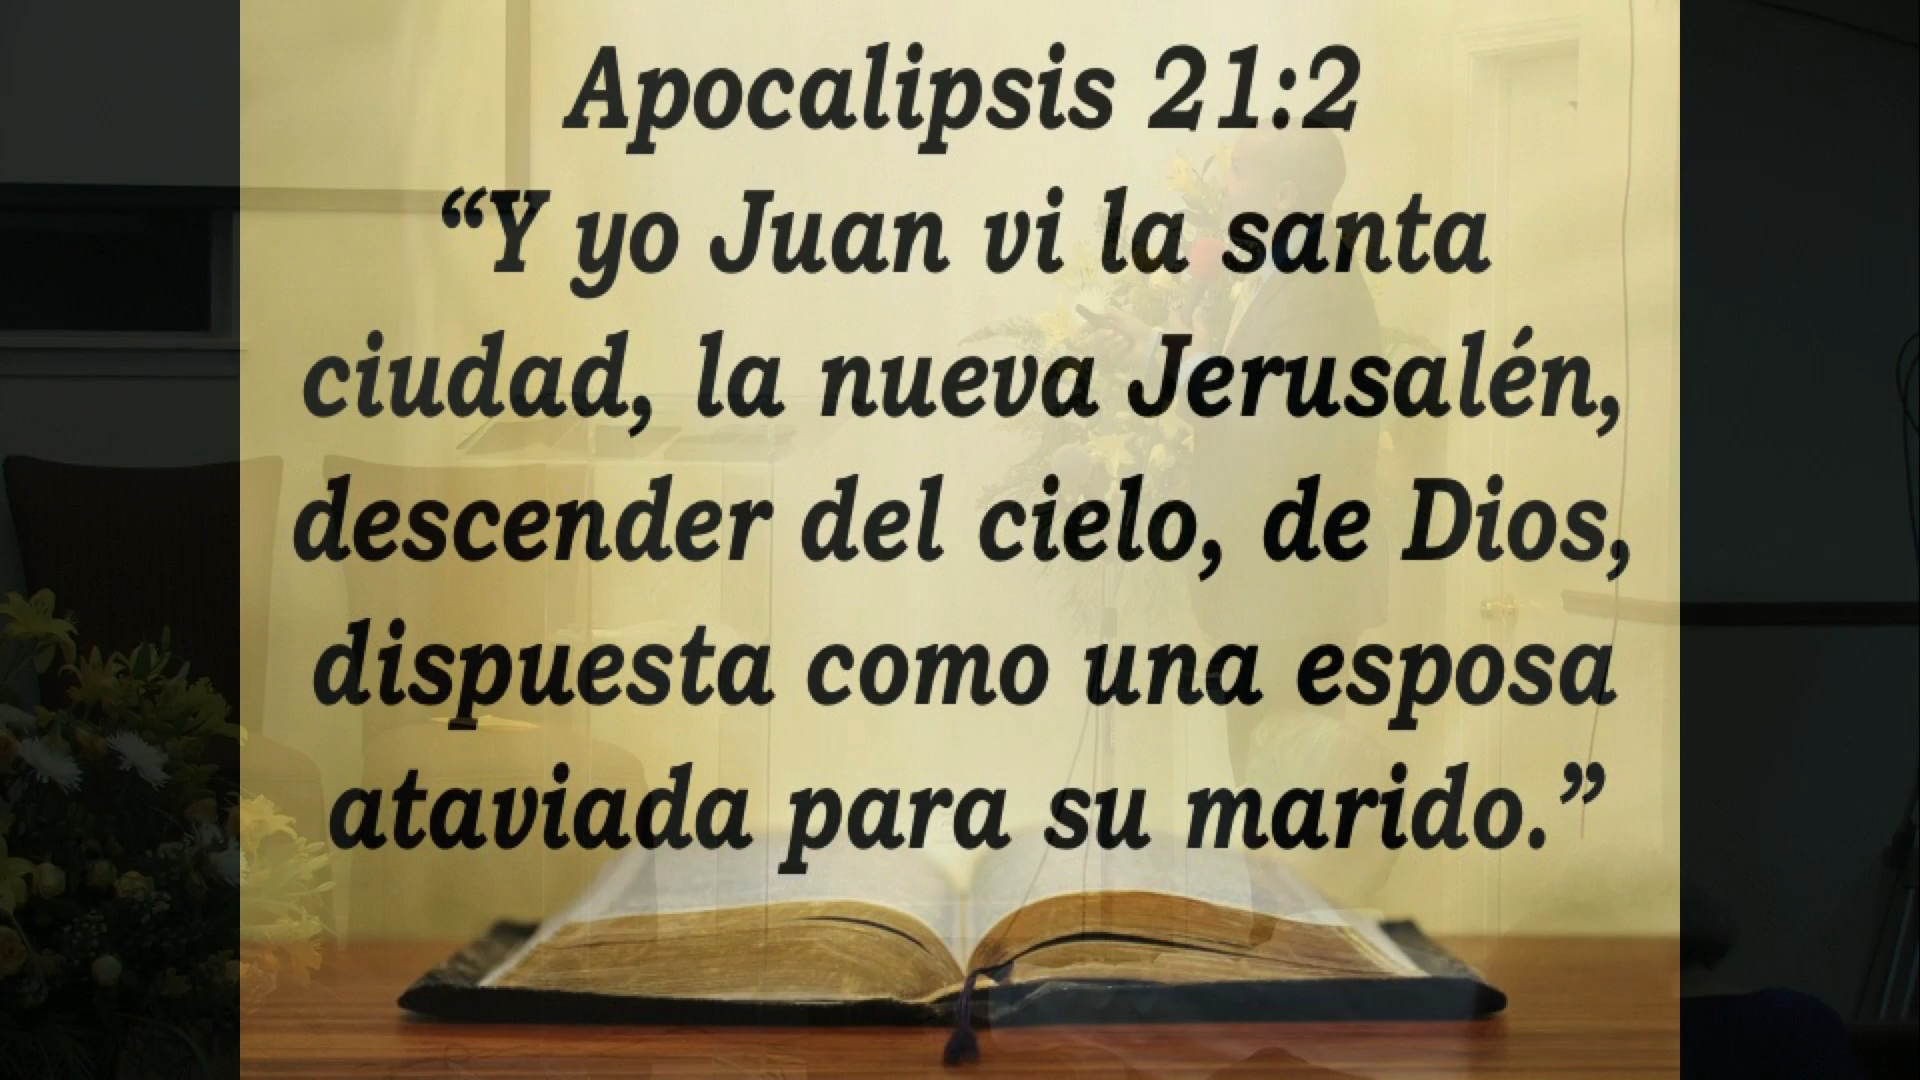 Apocalipsis 21:2
“Y yo Juan vi la santa
ciudad, la nueva Jerusalén,
descender del cielo, de Dios,
dispuesta como una esposa
ataviada para su marido.”